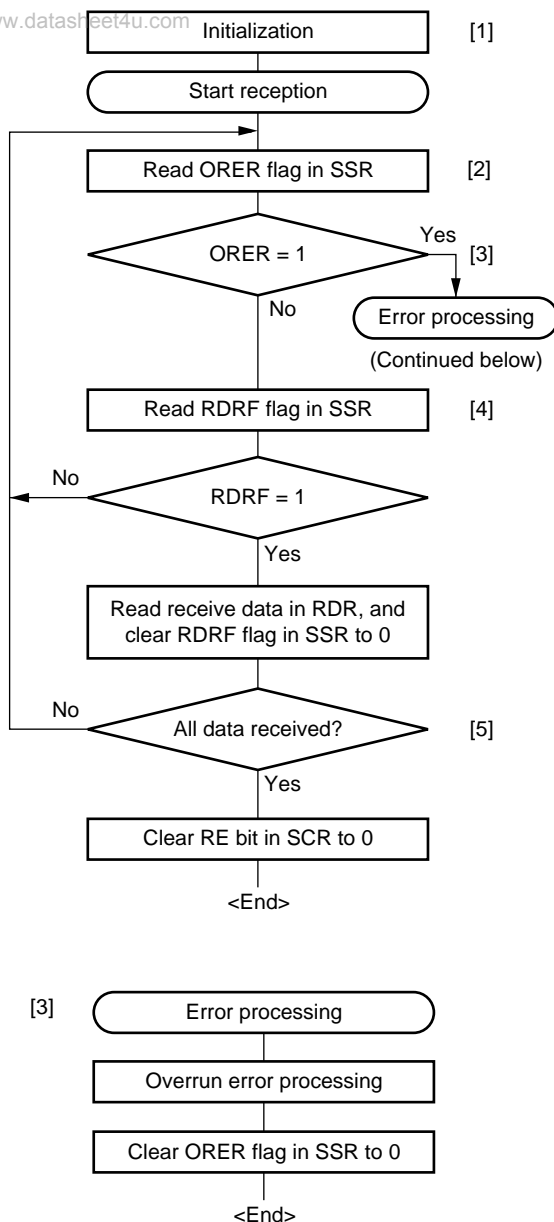 w.datasheet4u.com
Initialization [1]
Start reception
Read ORER flag in SSR [2]
Yes
ORER = 1 [3]
No
Error processing
(Continued below)
Read RDRF flag in SSR [4]
No
RDRF = 1
Yes
Read receive data in RDR, and
clear RDRF flag in SSR to 0
No
All data received? [5]
Yes
Clear RE bit in SCR to 0
<End>
[3] Error processing
Overrun error processing
Clear ORER flag in SSR to 0
<End>